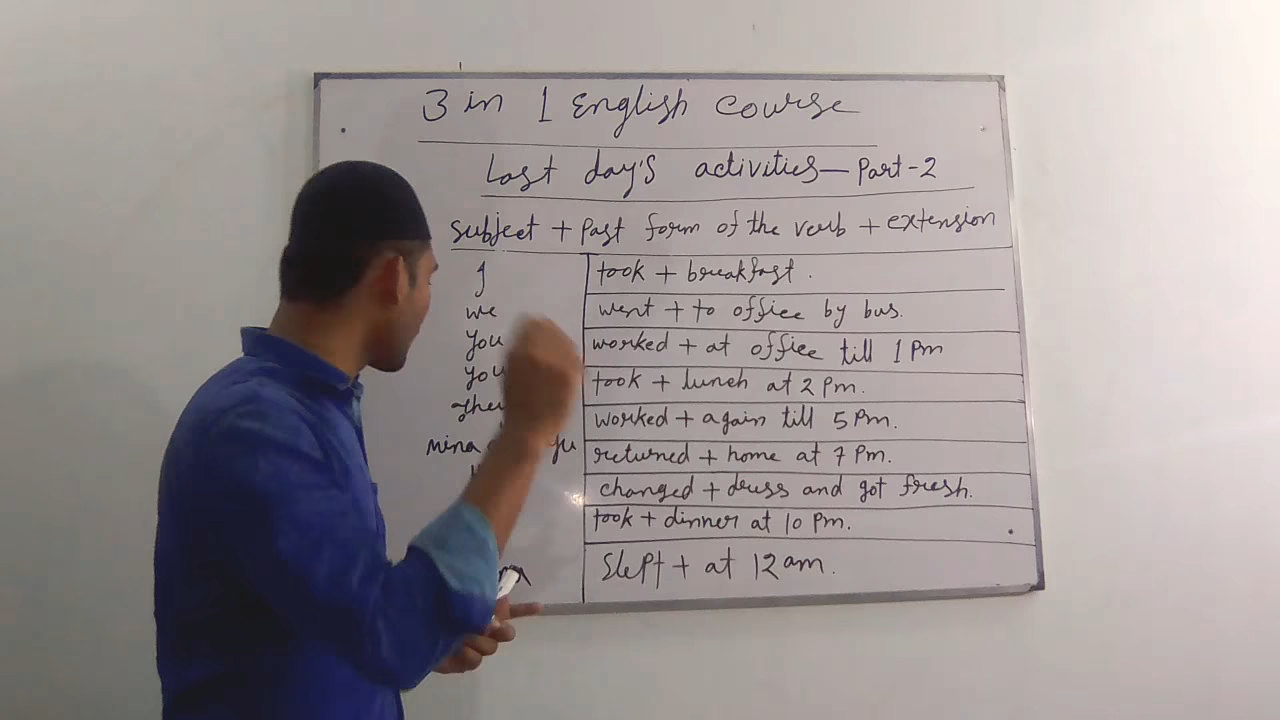 3 in 1 English course
Last day's activities— Part-2
Subject + Past form of the verb + extension
I took + breakfast.
we went + to office by bus.
you worked + at office till 1 Pm
took + lunch at 2 Pm.
worked + again till 5 Pm.
mina returned + home at 7 Pm.
changed + dress and got fresh.
took + dinner at 10 Pm.
Slept + at 12 am.